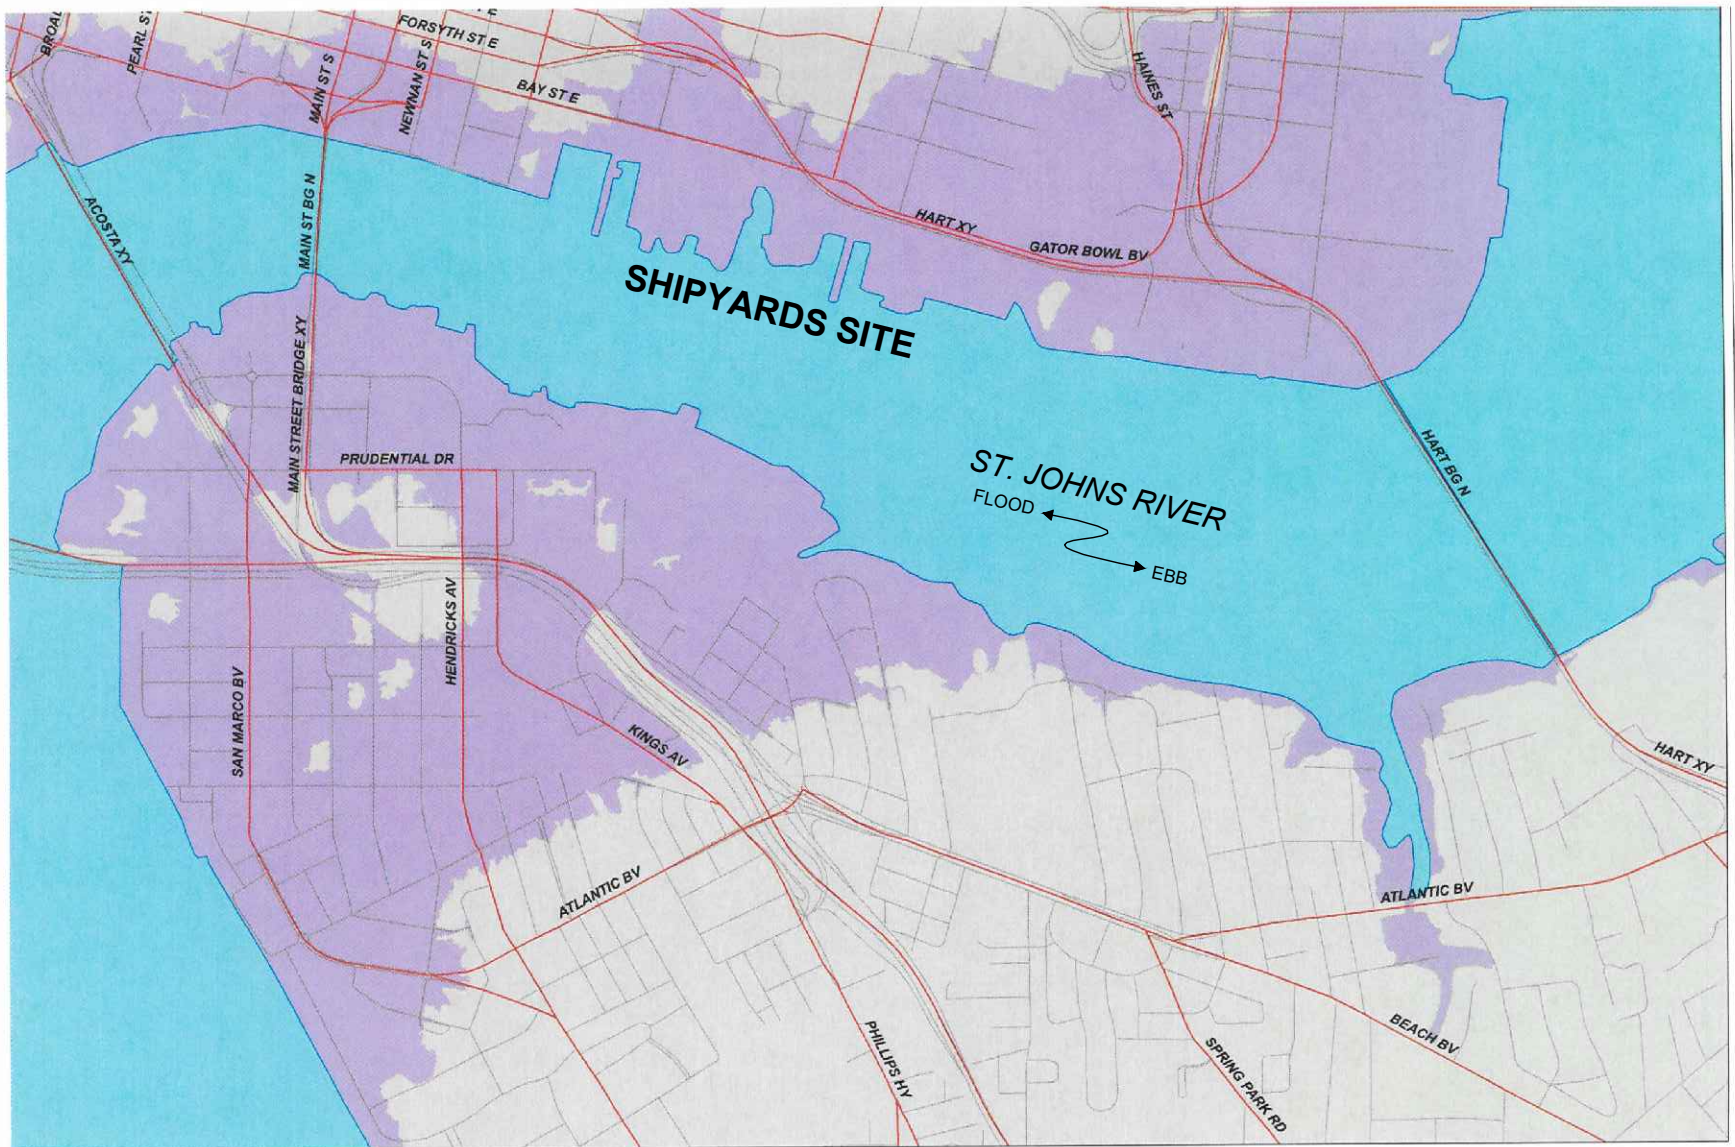 BROAD
PEARL ST
MAIN ST S
NEWNAN ST S
FORSYTH ST E
BAY ST E
HAINES ST
ACOSTA XY
MAIN ST BG N
HART XY
GATOR BOWL BV
SHIPYARDS SITE
MAIN STREET BRIDGE XY
PRUDENTIAL DR
ST. JOHNS RIVER
FLOOD
EBB
HART BG N
HENDRICKS AV
SAN MARCO BV
KINGS AV
HART XY
ATLANTIC BV
ATLANTIC BV
PHILLIPS HY
SPRING PARK RD
BEACH BV